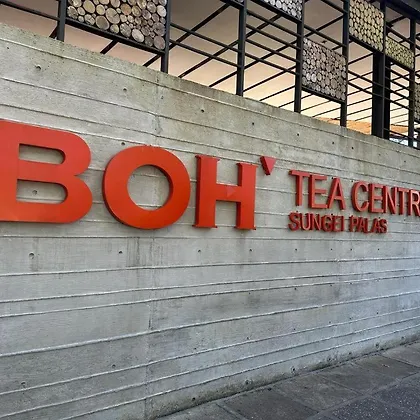 BOH
TEA CENTR
SUNGEI PALAS